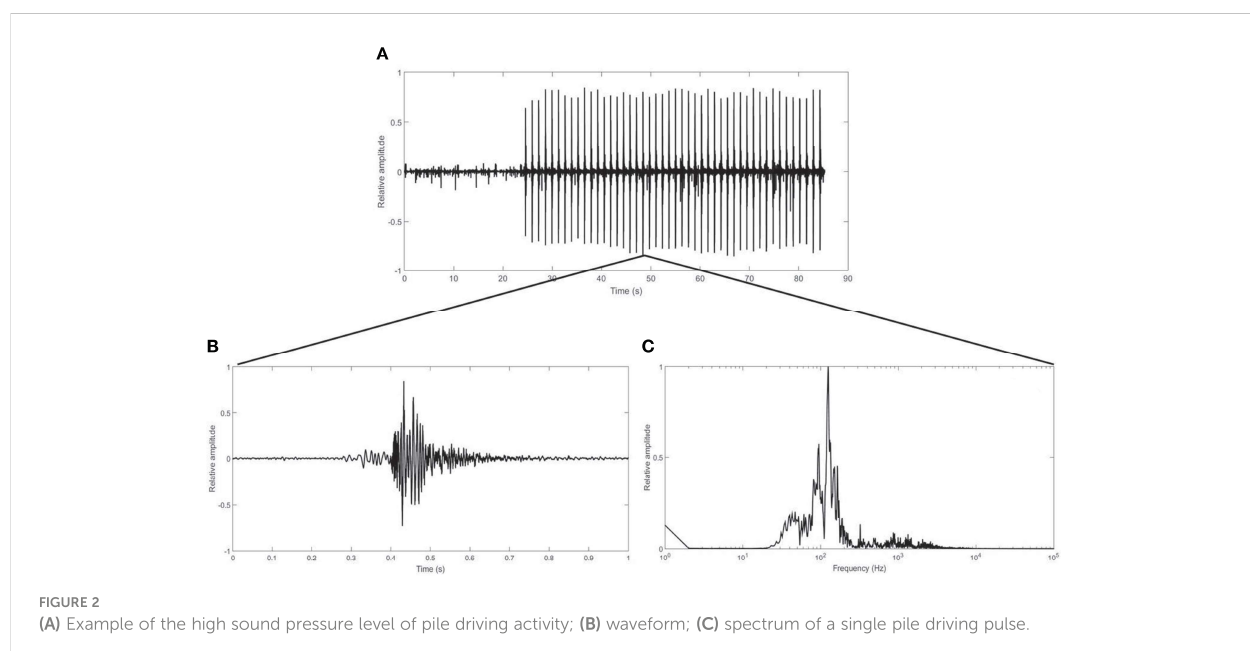 A
1
0.5
0
-0.5
-1
Relative amplitude
0 10 20 30 40 50 60 70 80 90
Time (s)
B
1
0.5
0
-0.5
-1
Relative amplitude
0 0.1 0.2 0.3 0.4 0.5 0.6 0.7 0.8 0.9 1
Time (s)
C
1
0.5
0
Relative amplitude
10⁰ 10¹ 10² 10³ 10⁴ 10⁵
Frequency (Hz)
FIGURE 2
(A) Example of the high sound pressure level of pile driving activity; (B) waveform; (C) spectrum of a single pile driving pulse.